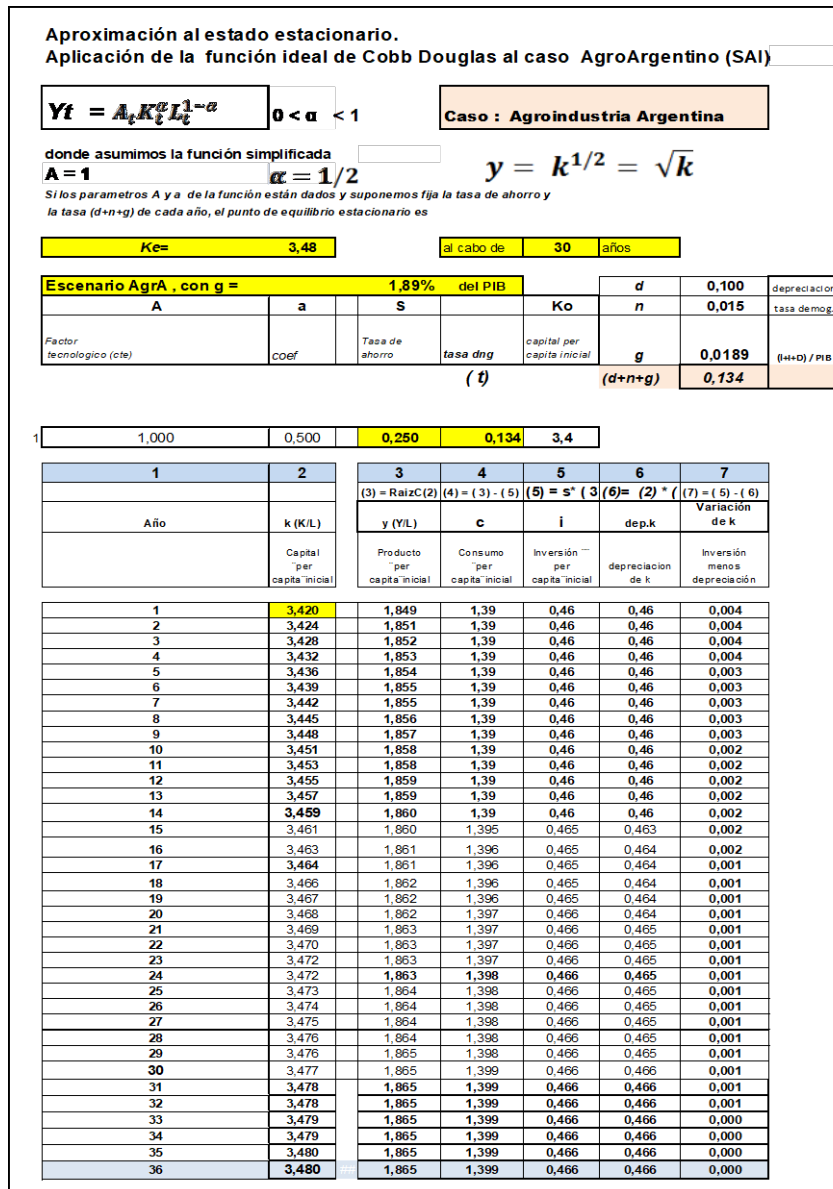 Aproximación al estado estacionario.
Aplicación de la función ideal de Cobb Douglas al caso AgroArgentino (SAI)
Yt = AₜKₜᵅLₜ¹⁻ᵅ 0 < α < 1 Caso : Agroindustria Argentina
donde asumimos la función simplificada
A = 1 α = 1/2 y = k^{1/2} = √k
Si los parametros A y a de la función están dados y suponemos fija la tasa de ahorro y
la tasa (d+n+g) de cada año, el punto de equilibrio estacionario es
Ke= 3,48 al cabo de 30 años
Escenario AgrA , con g = 1,89% del PIB d 0,100 depreciacion
A a S Ko n 0,015 tasa demog.
Factor tecnologico (cte) coef Tasa de ahorro tasa dng capital per capita inicial g 0,0189 (I+I+D) / PIB
( t) (d+n+g) 0,134
1 1,000 0,500 0,250 0,134 3,4
1 2 3 4 5 6 7
(3) = RaizC(2) (4) = ( 3) - ( 5) (5) = s* ( 3 (6)= (2) * ( (7) = ( 5) - ( 6)
Año k (K/L) y (Y/L) c i dep.k Variación de k
Capital ¨per capita¨inicial Producto ¨per capita¨inicial Consumo ¨per capita¨inicial Inversión ¨ per capita¨inicial depreciacion de k Inversión menos depreciación
1 3,420 1,849 1,39 0,46 0,46 0,004
2 3,424 1,851 1,39 0,46 0,46 0,004
3 3,428 1,852 1,39 0,46 0,46 0,004
4 3,432 1,853 1,39 0,46 0,46 0,004
5 3,436 1,854 1,39 0,46 0,46 0,003
6 3,439 1,855 1,39 0,46 0,46 0,003
7 3,442 1,855 1,39 0,46 0,46 0,003
8 3,445 1,856 1,39 0,46 0,46 0,003
9 3,448 1,857 1,39 0,46 0,46 0,003
10 3,451 1,858 1,39 0,46 0,46 0,002
11 3,453 1,858 1,39 0,46 0,46 0,002
12 3,455 1,859 1,39 0,46 0,46 0,002
13 3,457 1,859 1,39 0,46 0,46 0,002
14 3,459 1,860 1,39 0,46 0,46 0,002
15 3,461 1,860 1,395 0,465 0,463 0,002
16 3,463 1,861 1,396 0,465 0,464 0,002
17 3,464 1,861 1,396 0,465 0,464 0,001
18 3,466 1,862 1,396 0,465 0,464 0,001
19 3,467 1,862 1,396 0,465 0,464 0,001
20 3,468 1,862 1,397 0,466 0,464 0,001
21 3,469 1,863 1,397 0,466 0,465 0,001
22 3,470 1,863 1,397 0,466 0,465 0,001
23 3,472 1,863 1,397 0,466 0,465 0,001
24 3,472 1,863 1,398 0,466 0,465 0,001
25 3,473 1,864 1,398 0,466 0,465 0,001
26 3,474 1,864 1,398 0,466 0,465 0,001
27 3,475 1,864 1,398 0,466 0,465 0,001
28 3,476 1,864 1,398 0,466 0,465 0,001
29 3,476 1,865 1,398 0,466 0,465 0,001
30 3,477 1,865 1,399 0,466 0,466 0,001
31 3,478 1,865 1,399 0,466 0,466 0,001
32 3,478 1,865 1,399 0,466 0,466 0,001
33 3,479 1,865 1,399 0,466 0,466 0,000
34 3,479 1,865 1,399 0,466 0,466 0,000
35 3,480 1,865 1,399 0,466 0,466 0,000
36 3,480 ## 1,865 1,399 0,466 0,466 0,000